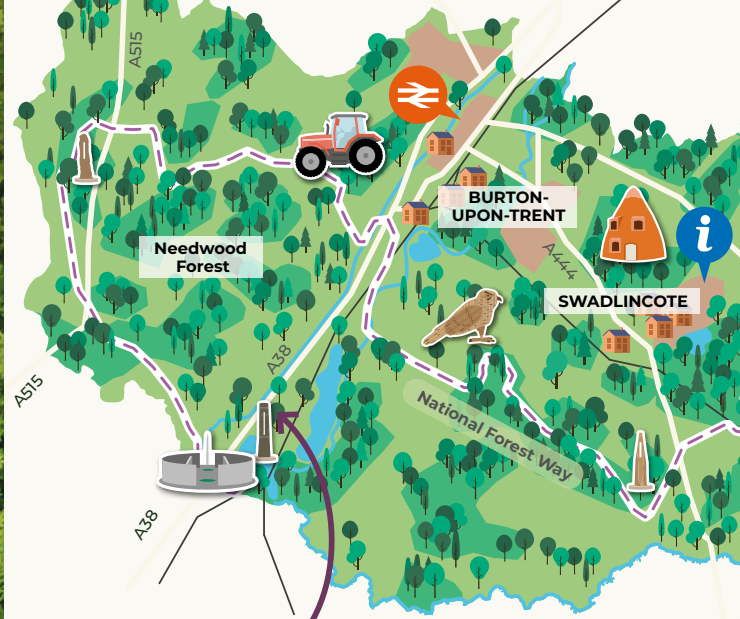 A515
BURTON-
UPON-TRENT
A444
i
Needwood
Forest
SWADLINCOTE
A38
A515
National Forest Way
A38